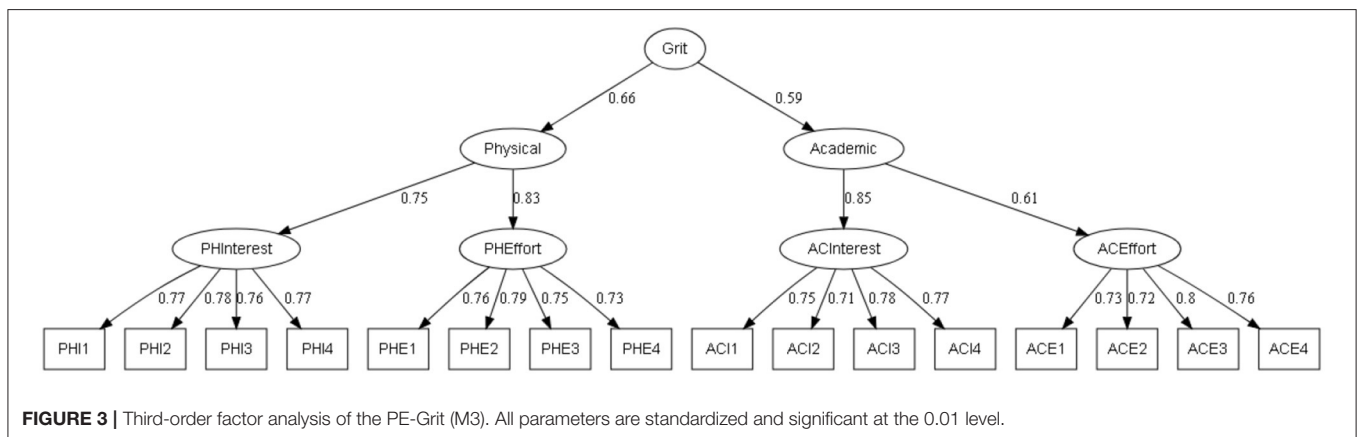 Grit
0.66 0.59
Physical Academic
0.75 0.83 0.85 0.61
PHInterest PHEffort ACInterest ACEffort
0.77 0.78 0.76 0.77 0.76 0.79 0.75 0.73 0.75 0.71 0.78 0.77 0.73 0.72 0.8 0.76
PHI1 PHI2 PHI3 PHI4 PHE1 PHE2 PHE3 PHE4 ACI1 ACI2 ACI3 ACI4 ACE1 ACE2 ACE3 ACE4
FIGURE 3 | Third-order factor analysis of the PE-Grit (M3). All parameters are standardized and significant at the 0.01 level.